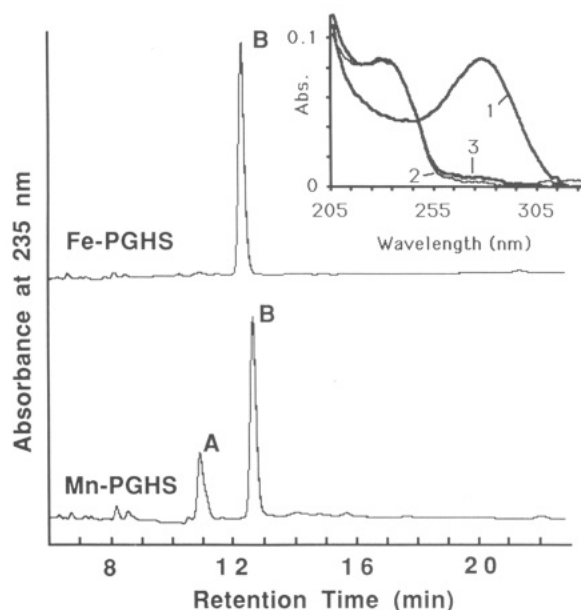 B
0.1
Abs.
1
2
3
0
205
255
305
Wavelength (nm)
Fe-PGHS
Absorbance at 235 nm
B
A
Mn-PGHS
8
12
16
20
Retention Time (min)